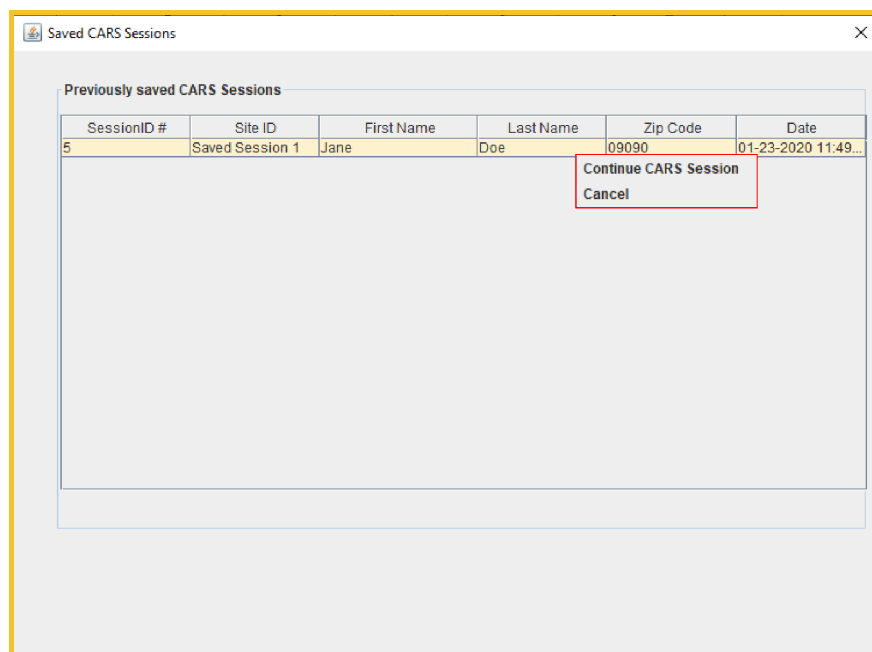 Saved CARS Sessions
Previously saved CARS Sessions
SessionID # Site ID First Name Last Name Zip Code Date
5 Saved Session 1 Jane Doe 09090 01-23-2020 11:49...
Continue CARS Session
Cancel